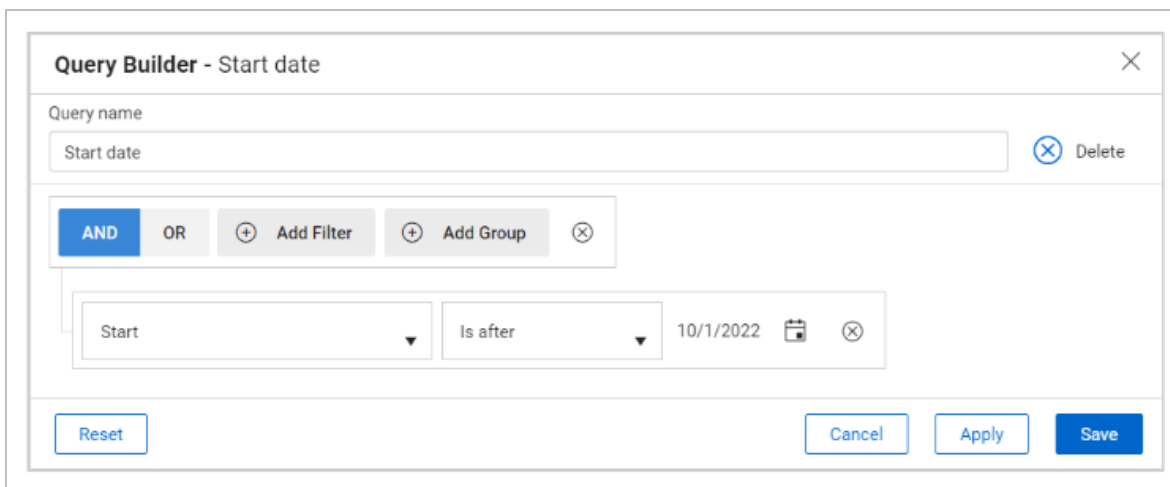 Query Builder - Start date
Query name
Start date
Delete
AND OR Add Filter Add Group
Start Is after 10/1/2022
Reset Cancel Apply Save